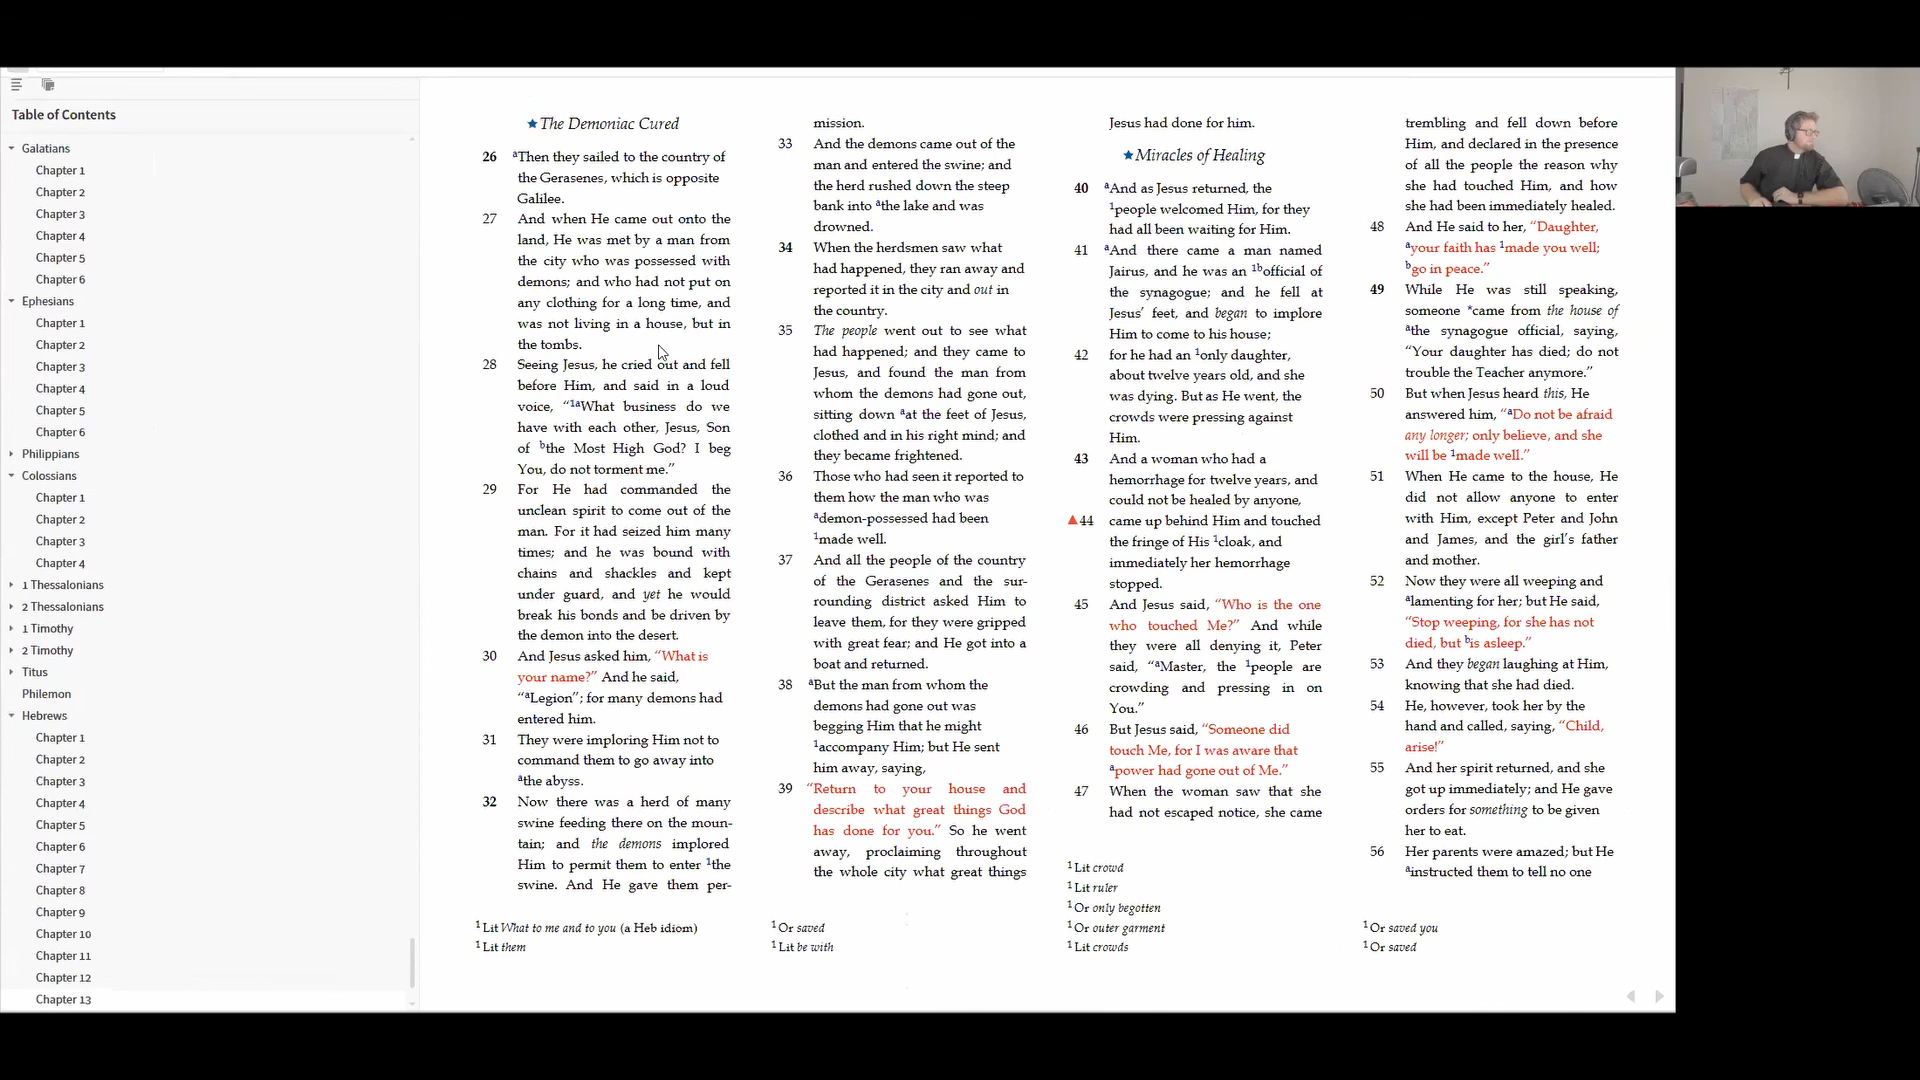 Table of Contents
Galatians
Chapter 1
Chapter 2
Chapter 3
Chapter 4
Chapter 5
Chapter 6
Ephesians
Chapter 1
Chapter 2
Chapter 3
Chapter 4
Chapter 5
Chapter 6
Philippians
Colossians
Chapter 1
Chapter 2
Chapter 3
Chapter 4
1 Thessalonians
2 Thessalonians
1 Timothy
2 Timothy
Titus
Philemon
Hebrews
Chapter 1
Chapter 2
Chapter 3
Chapter 4
Chapter 5
Chapter 6
Chapter 7
Chapter 8
Chapter 9
Chapter 10
Chapter 11
Chapter 12
Chapter 13
★The Demoniac Cured
26 aThen they sailed to the country of
the Gerasenes, which is opposite
Galilee.
27 And when He came out onto the
land, He was met by a man from
the city who was possessed with
demons; and who had not put on
any clothing for a long time, and
was not living in a house, but in
the tombs.
28 Seeing Jesus, he cried out and fell
before Him, and said in a loud
voice, “1aWhat business do we
have with each other, Jesus, Son
of bthe Most High God? I beg
You, do not torment me.”
29 For He had commanded the
unclean spirit to come out of the
man. For it had seized him many
times; and he was bound with
chains and shackles and kept
under guard, and yet he would
break his bonds and be driven by
the demon into the desert.
30 And Jesus asked him, “What is
your name?” And he said,
“aLegion”; for many demons had
entered him.
31 They were imploring Him not to
command them to go away into
athe abyss.
32 Now there was a herd of many
swine feeding there on the moun-
tain; and the demons implored
Him to permit them to enter 1the
swine. And He gave them per-
1 Lit What to me and to you (a Heb idiom)
1 Lit them
mission.
33 And the demons came out of the
man and entered the swine; and
the herd rushed down the steep
bank into athe lake and was
drowned.
34 When the herdsmen saw what
had happened, they ran away and
reported it in the city and out in
the country.
35 The people went out to see what
had happened; and they came to
Jesus, and found the man from
whom the demons had gone out,
sitting down aat the feet of Jesus,
clothed and in his right mind; and
they became frightened.
36 Those who had seen it reported to
them how the man who was
ademon-possessed had been
1made well.
37 And all the people of the country
of the Gerasenes and the sur-
rounding district asked Him to
leave them, for they were gripped
with great fear; and He got into a
boat and returned.
38 aBut the man from whom the
demons had gone out was
begging Him that he might
1accompany Him; but He sent
him away, saying,
39 “Return to your house and
describe what great things God
has done for you.” So he went
away, proclaiming throughout
the whole city what great things
1 Or saved
1 Lit be with
Jesus had done for him.
★Miracles of Healing
40 aAnd as Jesus returned, the
1people welcomed Him, for they
had all been waiting for Him.
41 aAnd there came a man named
Jairus, and he was an 1bofficial of
the synagogue; and he fell at
Jesus’ feet, and began to implore
Him to come to his house;
42 for he had an 1only daughter,
about twelve years old, and she
was dying. But as He went, the
crowds were pressing against
Him.
43 And a woman who had a
hemorrhage for twelve years, and
could not be healed by anyone,
▲44 came up behind Him and touched
the fringe of His 1cloak, and
immediately her hemorrhage
stopped.
45 And Jesus said, “Who is the one
who touched Me?” And while
they were all denying it, Peter
said, “aMaster, the 1people are
crowding and pressing in on
You.”
46 But Jesus said, “Someone did
touch Me, for I was aware that
apower had gone out of Me.”
47 When the woman saw that she
had not escaped notice, she came
1 Lit crowd
1 Lit ruler
1 Or only begotten
1 Or outer garment
1 Lit crowds
trembling and fell down before
Him, and declared in the presence
of all the people the reason why
she had touched Him, and how
she had been immediately healed.
48 And He said to her, “Daughter,
ayour faith has 1made you well;
bgo in peace.”
49 While He was still speaking,
someone *came from the house of
athe synagogue official, saying,
“Your daughter has died; do not
trouble the Teacher anymore.”
50 But when Jesus heard this, He
answered him, “aDo not be afraid
any longer; only believe, and she
will be 1made well.”
51 When He came to the house, He
did not allow anyone to enter
with Him, except Peter and John
and James, and the girl’s father
and mother.
52 Now they were all weeping and
alamenting for her; but He said,
“Stop weeping, for she has not
died, but bis asleep.”
53 And they began laughing at Him,
knowing that she had died.
54 He, however, took her by the
hand and called, saying, “Child,
arise!”
55 And her spirit returned, and she
got up immediately; and He gave
orders for something to be given
her to eat.
56 Her parents were amazed; but He
ainstructed them to tell no one
1 Or saved you
1 Or saved